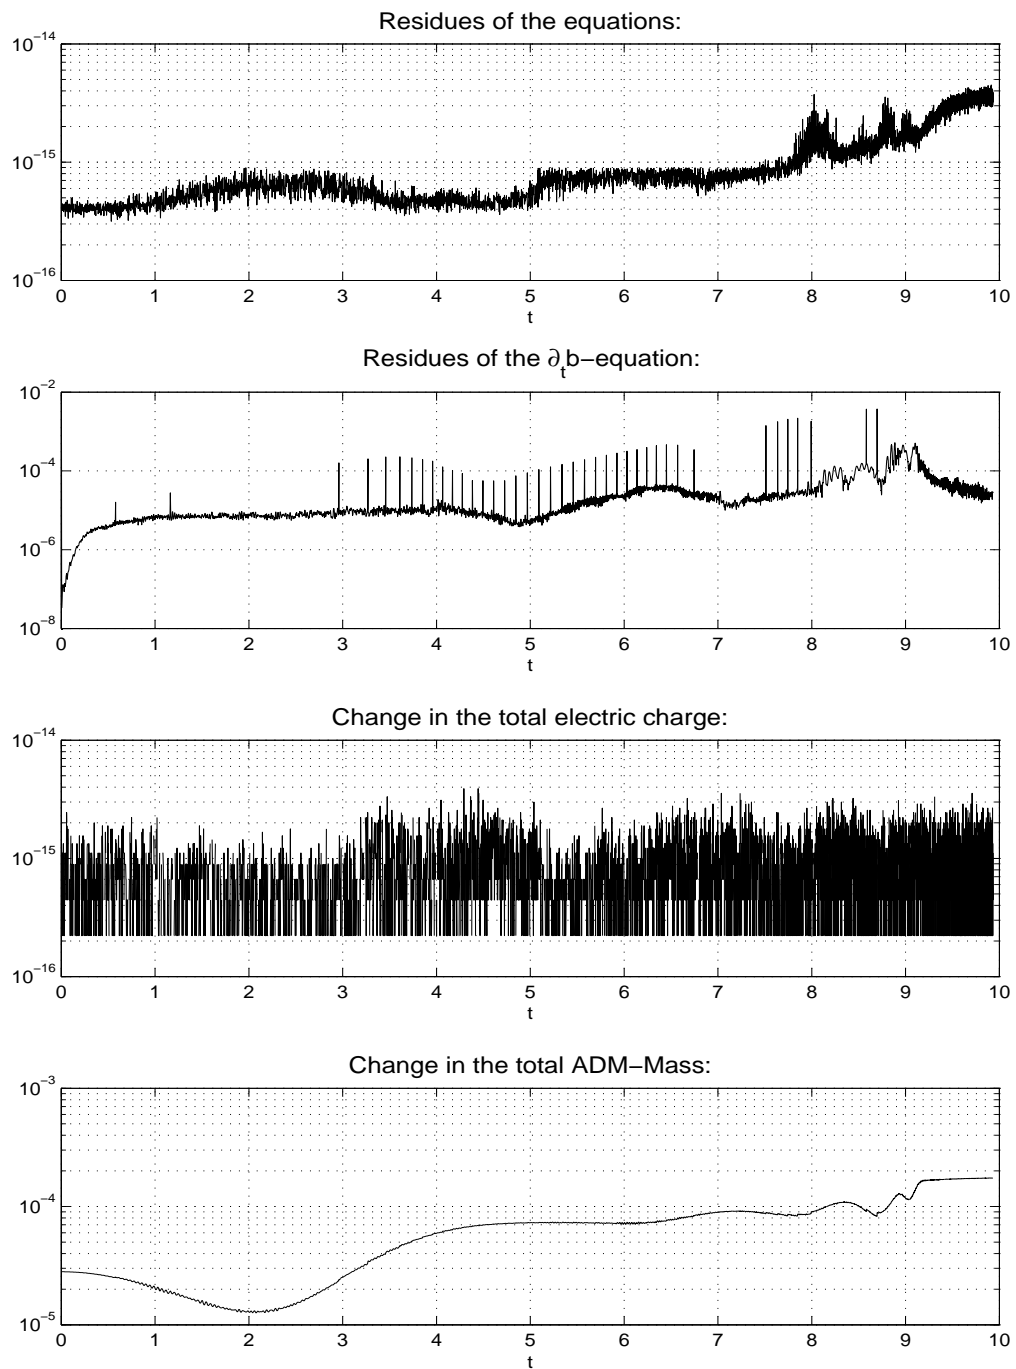 Residues of the equations:
10^−14
10^−15
10^−16
0 1 2 3 4 5 6 7 8 9 10
t
Residues of the ∂_t b−equation:
10^−2
10^−4
10^−6
10^−8
0 1 2 3 4 5 6 7 8 9 10
t
Change in the total electric charge:
10^−14
10^−15
10^−16
0 1 2 3 4 5 6 7 8 9 10
t
Change in the total ADM−Mass:
10^−3
10^−4
10^−5
0 1 2 3 4 5 6 7 8 9 10
t